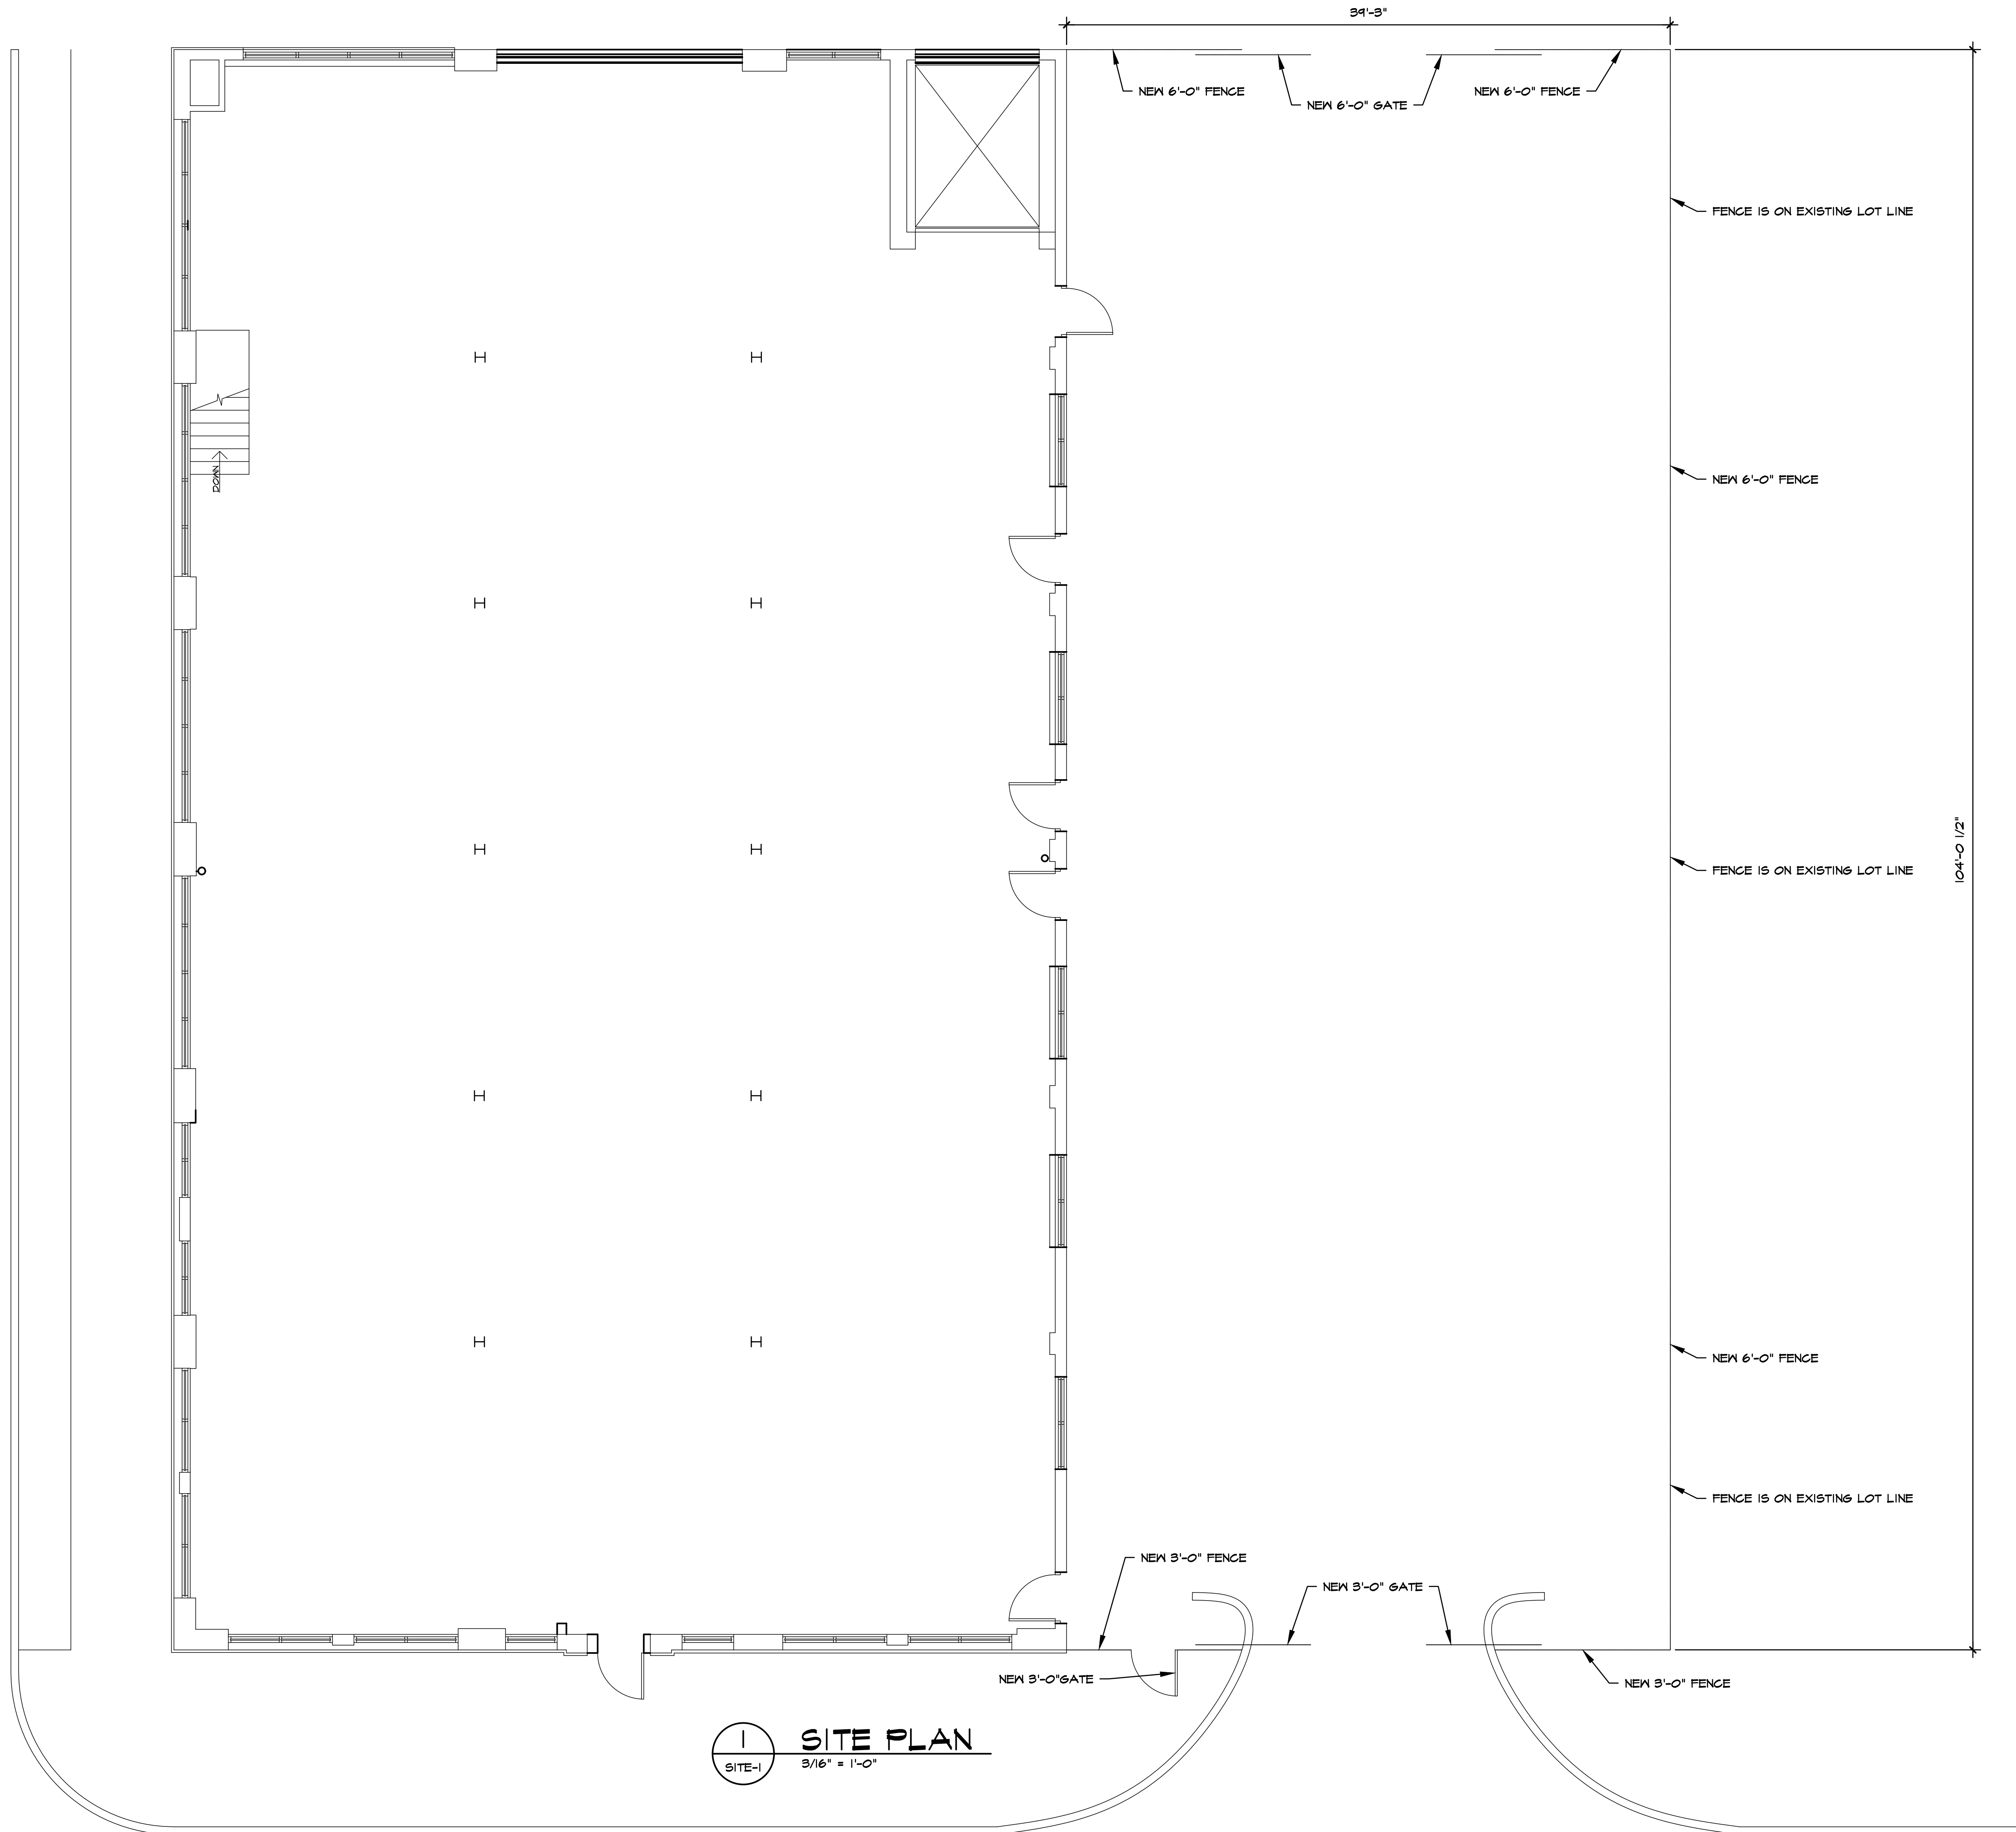 39'-3"
NEW 6'-0" FENCE
NEW 6'-0" GATE
NEW 6'-0" FENCE
FENCE IS ON EXISTING LOT LINE
DOWN
NEW 6'-0" FENCE
104'-0 1/2"
FENCE IS ON EXISTING LOT LINE
NEW 6'-0" FENCE
FENCE IS ON EXISTING LOT LINE
NEW 3'-0" FENCE
NEW 3'-0" GATE
NEW 3'-0"GATE
NEW 3'-0" FENCE
1
SITE-1
SITE PLAN
3/16" = 1'-0"